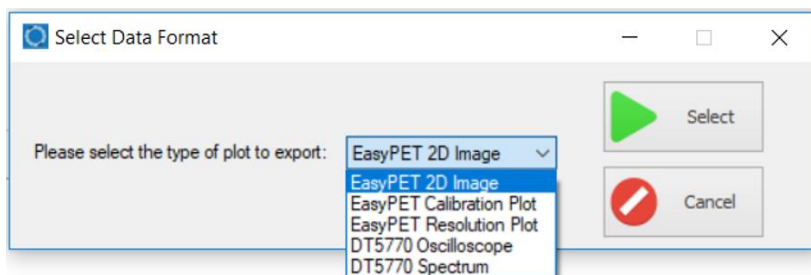 Select Data Format
Select
Please select the type of plot to export: EasyPET 2D Image
EasyPET 2D Image
EasyPET Calibration Plot
EasyPET Resolution Plot
Cancel
DT5770 Oscilloscope
DT5770 Spectrum